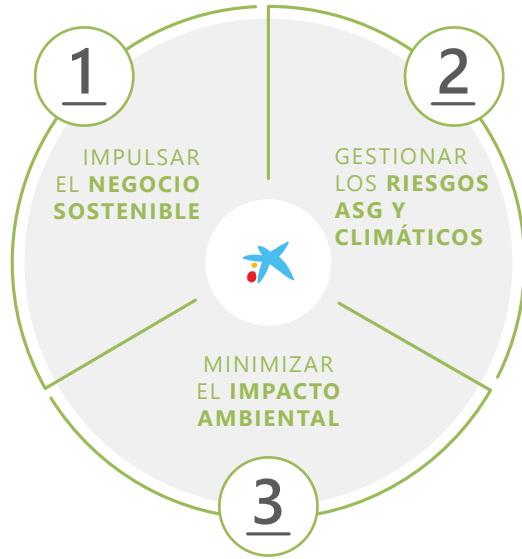 1
IMPULSAR
EL NEGOCIO
SOSTENIBLE
2
GESTIONAR
LOS RIESGOS
ASG Y
CLIMÁTICOS
MINIMIZAR
EL IMPACTO
AMBIENTAL
3